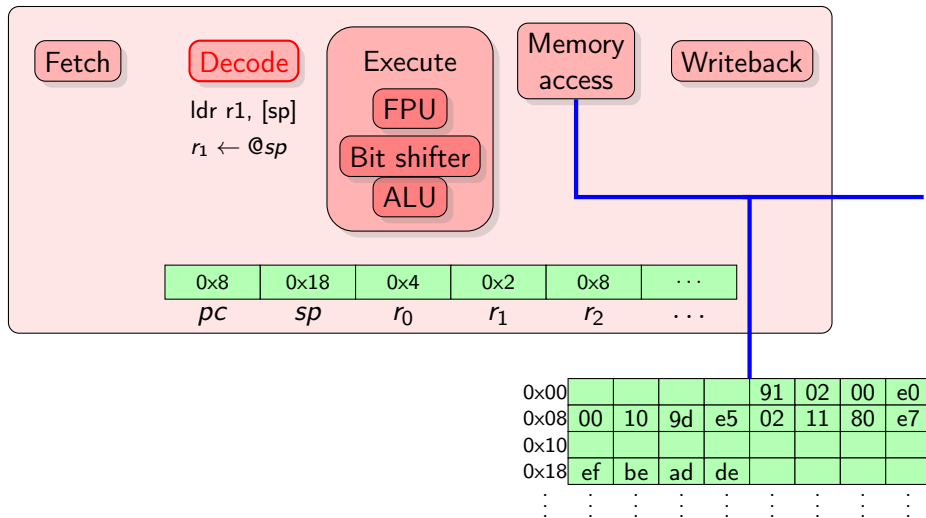 Fetch
Decode
Execute
Memory
access
Writeback
ldr r1, [sp]
r₁ ← @sp
FPU
Bit shifter
ALU
0x8 0x18 0x4 0x2 0x8 ···
pc sp r₀ r₁ r₂ ...
0x00 91 02 00 e0
0x08 00 10 9d e5 02 11 80 e7
0x10
0x18 ef be ad de